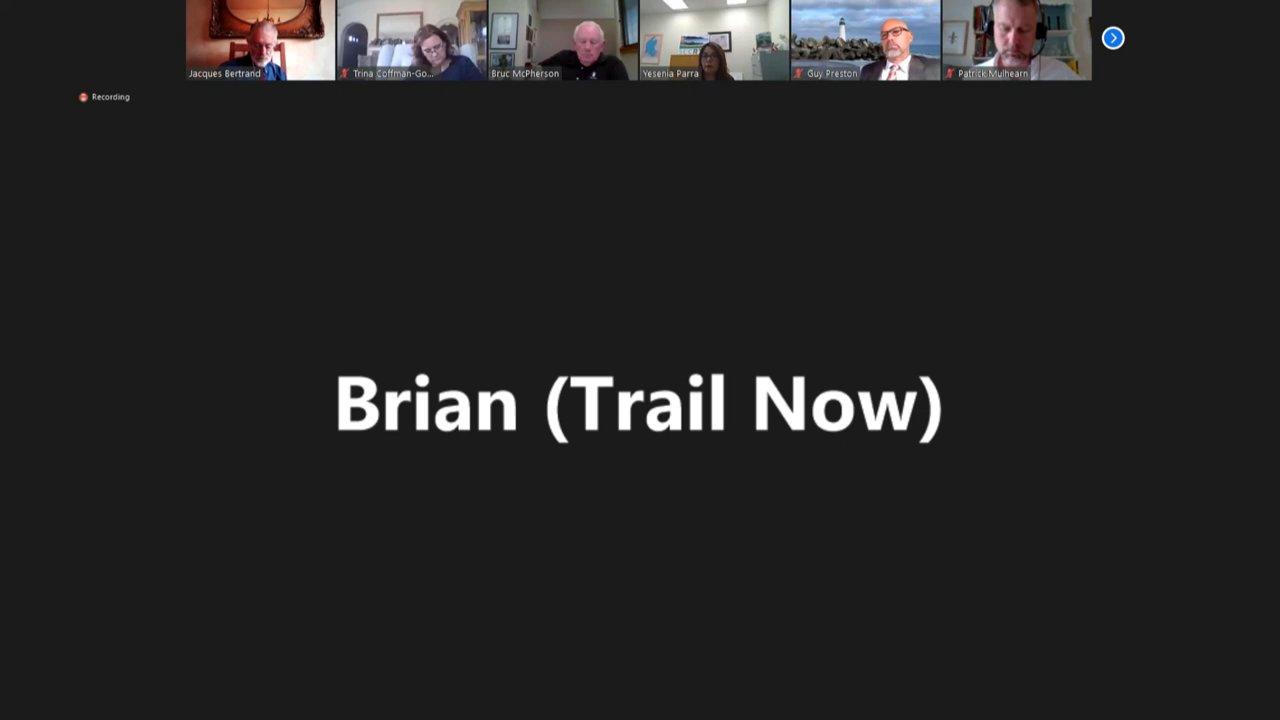 Jacques Bertrand
Trina Coffman-Go...
Bruc McPherson
Yesenia Parra
Guy Preston
Patrick Mulhearn
Recording
Brian (Trail Now)